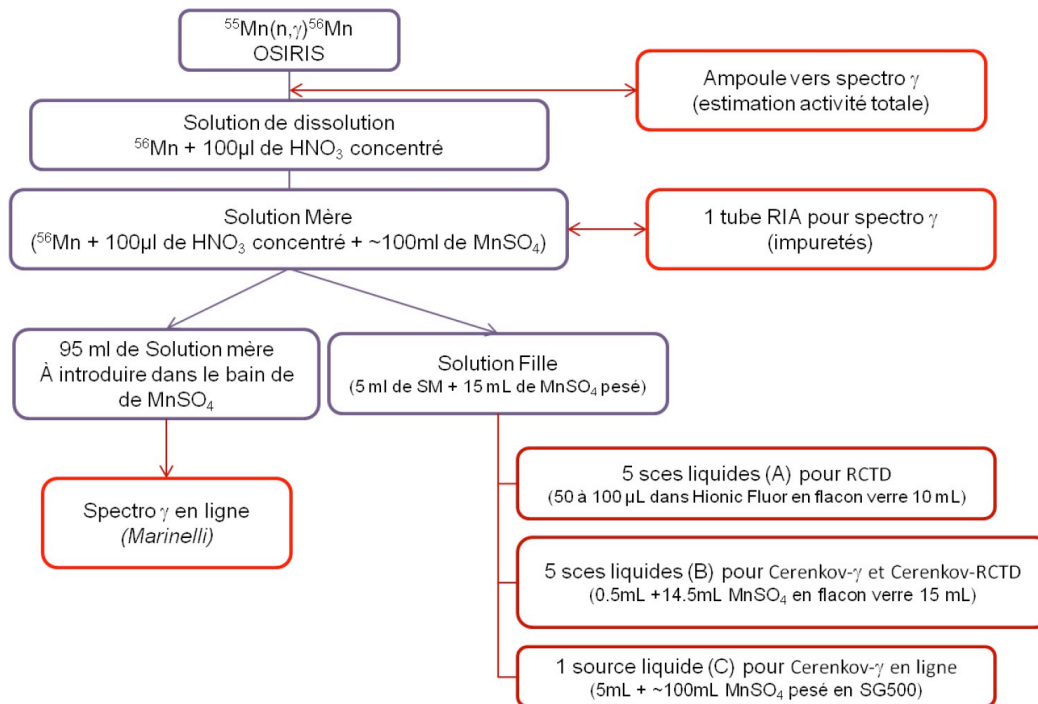 ⁵⁵Mn(n,γ)⁵⁶Mn
OSIRIS
Ampoule vers spectro γ
(estimation activité totale)
Solution de dissolution
⁵⁶Mn + 100µl de HNO₃ concentré
Solution Mère
(⁵⁶Mn + 100µl de HNO₃ concentré + ~100ml de MnSO₄)
1 tube RIA pour spectro γ
(impuretés)
95 ml de Solution mère
À introduire dans le bain de
de MnSO₄
Solution Fille
(5 ml de SM + 15 mL de MnSO₄ pesé)
Spectro γ en ligne
(Marinelli)
5 sces liquides (A) pour RCTD
(50 à 100 µL dans Hionic Fluor en flacon verre 10 mL)
5 sces liquides (B) pour Cerenkov-γ et Cerenkov-RCTD
(0.5mL +14.5mL MnSO₄ en flacon verre 15 mL)
1 source liquide (C) pour Cerenkov-γ en ligne
(5mL + ~100mL MnSO₄ pesé en SG500)